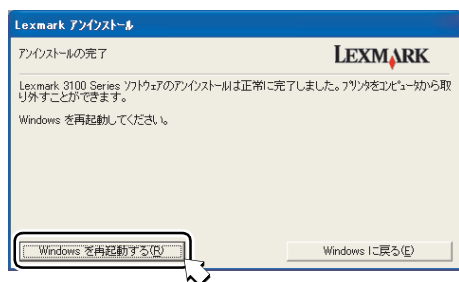 Lexmark アンインストール
アンインストールの完了
LEXMARK
Lexmark 3100 Series ソフトウェアのアンインストールは正常に完了しました。プリンタをコンピュータから取
り外すことができます。
Windows を再起動してください。
Windows を再起動する(R)
Windows に戻る(E)